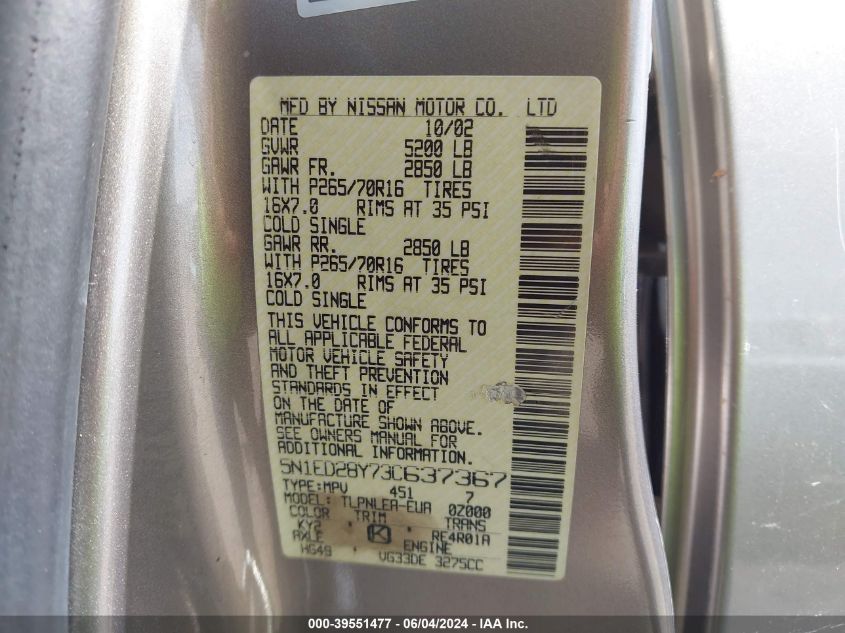 MFD BY NISSAN MOTOR CO. LTD
DATE 10/02
GVWR 5200 LB
GAWR FR. 2850 LB
WITH P265/70R16 TIRES
16X7.0 RIMS AT 35 PSI
COLD SINGLE
GAWR RR. 2850 LB
WITH P265/70R16 TIRES
16X7.0 RIMS AT 35 PSI
COLD SINGLE
THIS VEHICLE CONFORMS TO
ALL APPLICABLE FEDERAL
MOTOR VEHICLE SAFETY
AND THEFT PREVENTION
STANDARDS IN EFFECT
ON THE DATE OF
MANUFACTURE SHOWN ABOVE.
SEE OWNERS MANUAL FOR
ADDITIONAL INFORMATION.
5N1ED28Y73C637367
TYPE:MPV 4S1 7
MODEL: TLPNLEA-EUA 0Z000
COLOR TRIM TRANS
KY2 K RE4R01A
AXLE ENGINE
HG49 VG33DE 3275CC
000-39551477 - 06/04/2024 - IAA Inc.